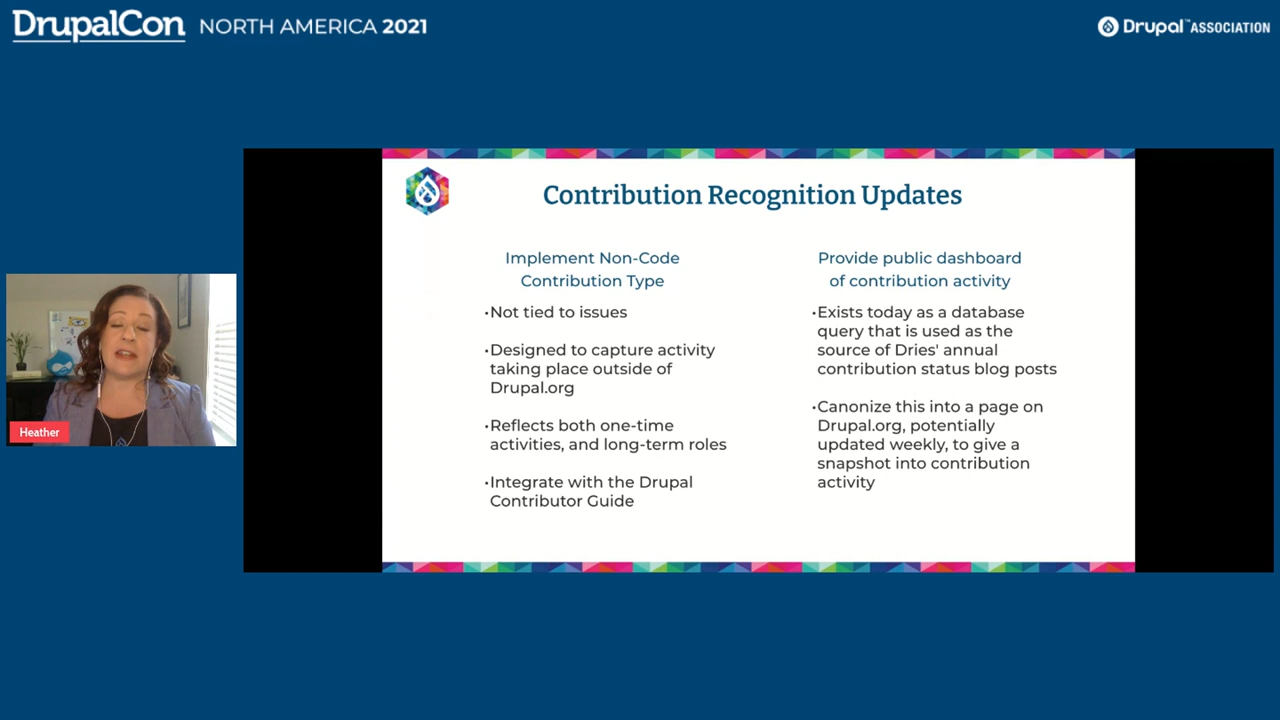 DrupalCon NORTH AMERICA 2021
Drupal™ ASSOCIATION
Contribution Recognition Updates
Implement Non-Code
Contribution Type
•Not tied to issues
•Designed to capture activity
taking place outside of
Drupal.org
•Reflects both one-time
activities, and long-term roles
•Integrate with the Drupal
Contributor Guide
Provide public dashboard
of contribution activity
•Exists today as a database
query that is used as the
source of Dries' annual
contribution status blog posts
•Canonize this into a page on
Drupal.org, potentially
updated weekly, to give a
snapshot into contribution
activity
Heather